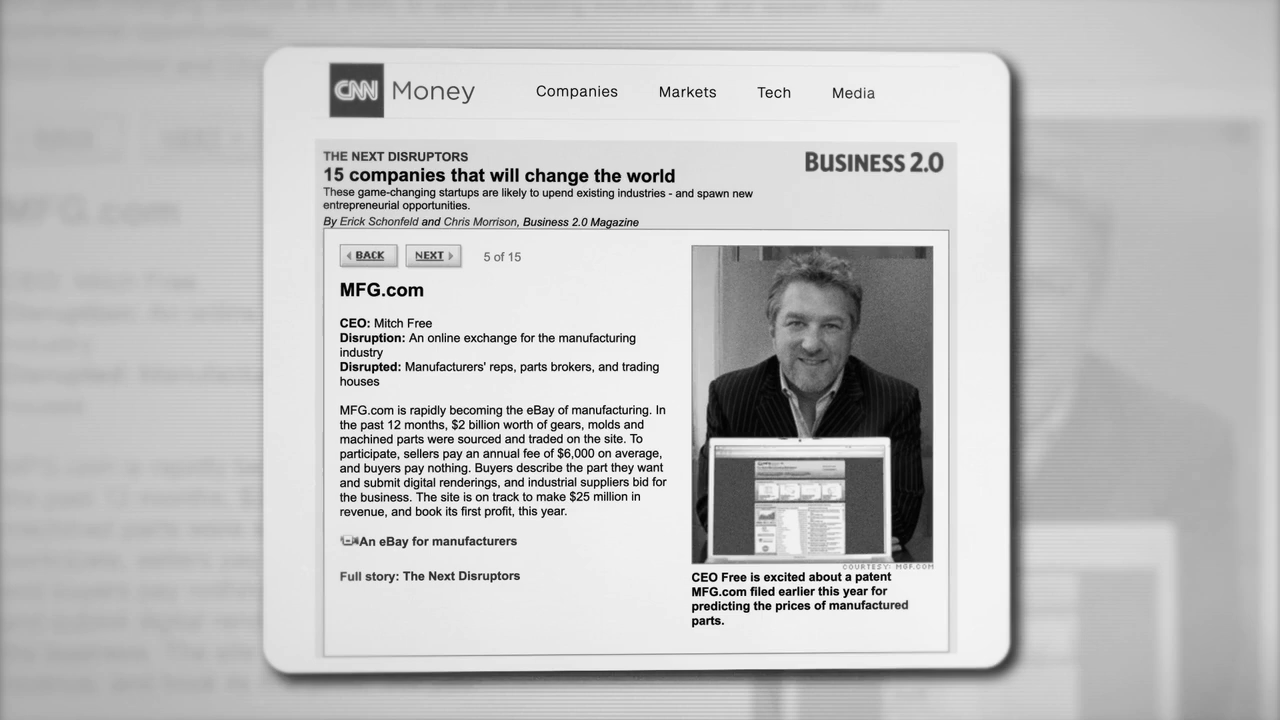 CNN Money Companies Markets Tech Media
THE NEXT DISRUPTORS
15 companies that will change the world
These game-changing startups are likely to upend existing industries - and spawn new
entrepreneurial opportunities.
By Erick Schonfeld and Chris Morrison, Business 2.0 Magazine
BUSINESS 2.0
BACK NEXT 5 of 15
MFG.com
CEO: Mitch Free
Disruption: An online exchange for the manufacturing
industry
Disrupted: Manufacturers' reps, parts brokers, and trading
houses
MFG.com is rapidly becoming the eBay of manufacturing. In
the past 12 months, $2 billion worth of gears, molds and
machined parts were sourced and traded on the site. To
participate, sellers pay an annual fee of $6,000 on average,
and buyers pay nothing. Buyers describe the part they want
and submit digital renderings, and industrial suppliers bid for
the business. The site is on track to make $25 million in
revenue, and book its first profit, this year.
An eBay for manufacturers
Full story: The Next Disruptors
COURTESY: MGF.COM
CEO Free is excited about a patent
MFG.com filed earlier this year for
predicting the prices of manufactured
parts.
MFG.com